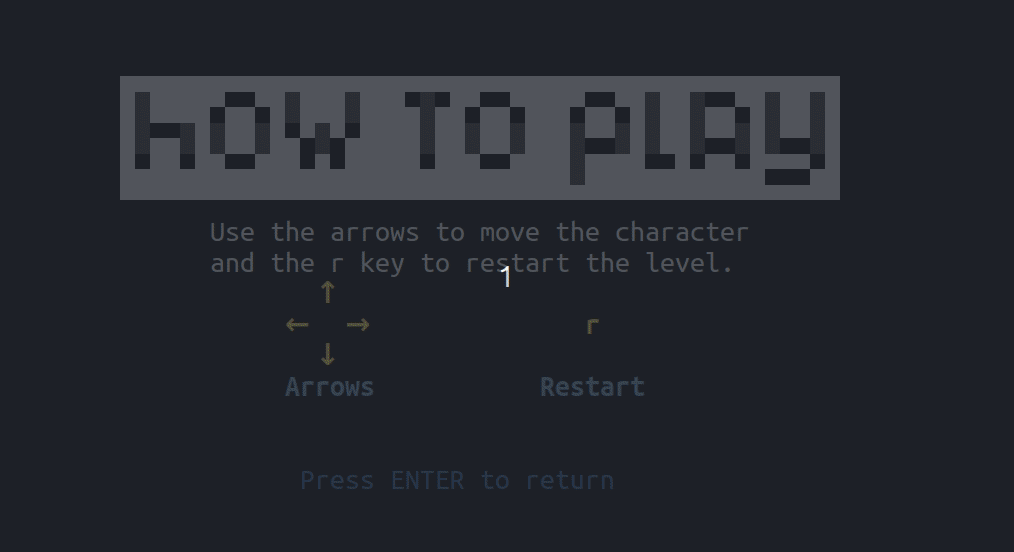 hOW TO pLAy
Use the arrows to move the character
and the r key to restart the level.
1
↑
← → r
↓
Arrows Restart
Press ENTER to return